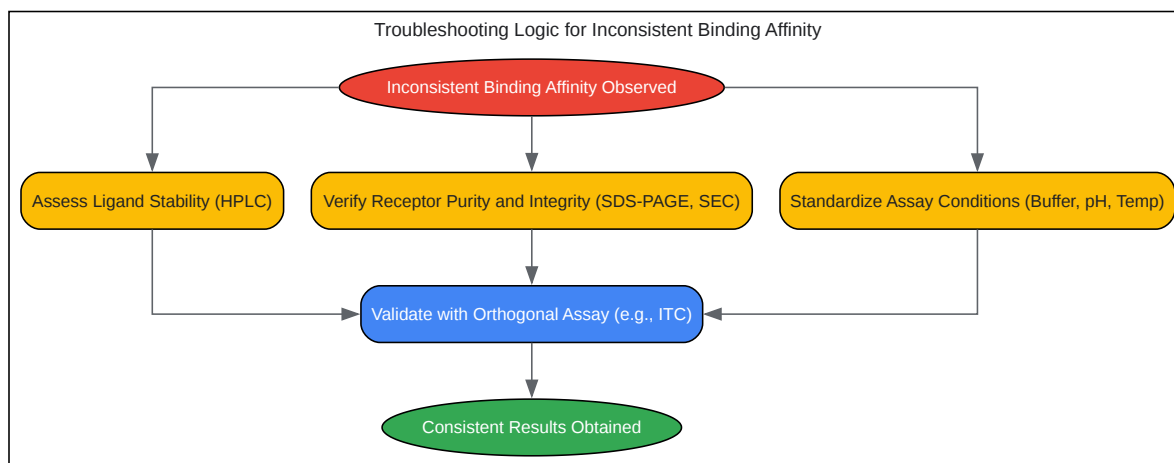 Troubleshooting Logic for Inconsistent Binding Affinity
Inconsistent Binding Affinity Observed
Assess Ligand Stability (HPLC)
Verify Receptor Purity and Integrity (SDS-PAGE, SEC)
Standardize Assay Conditions (Buffer, pH, Temp)
Validate with Orthogonal Assay (e.g., ITC)
Consistent Results Obtained